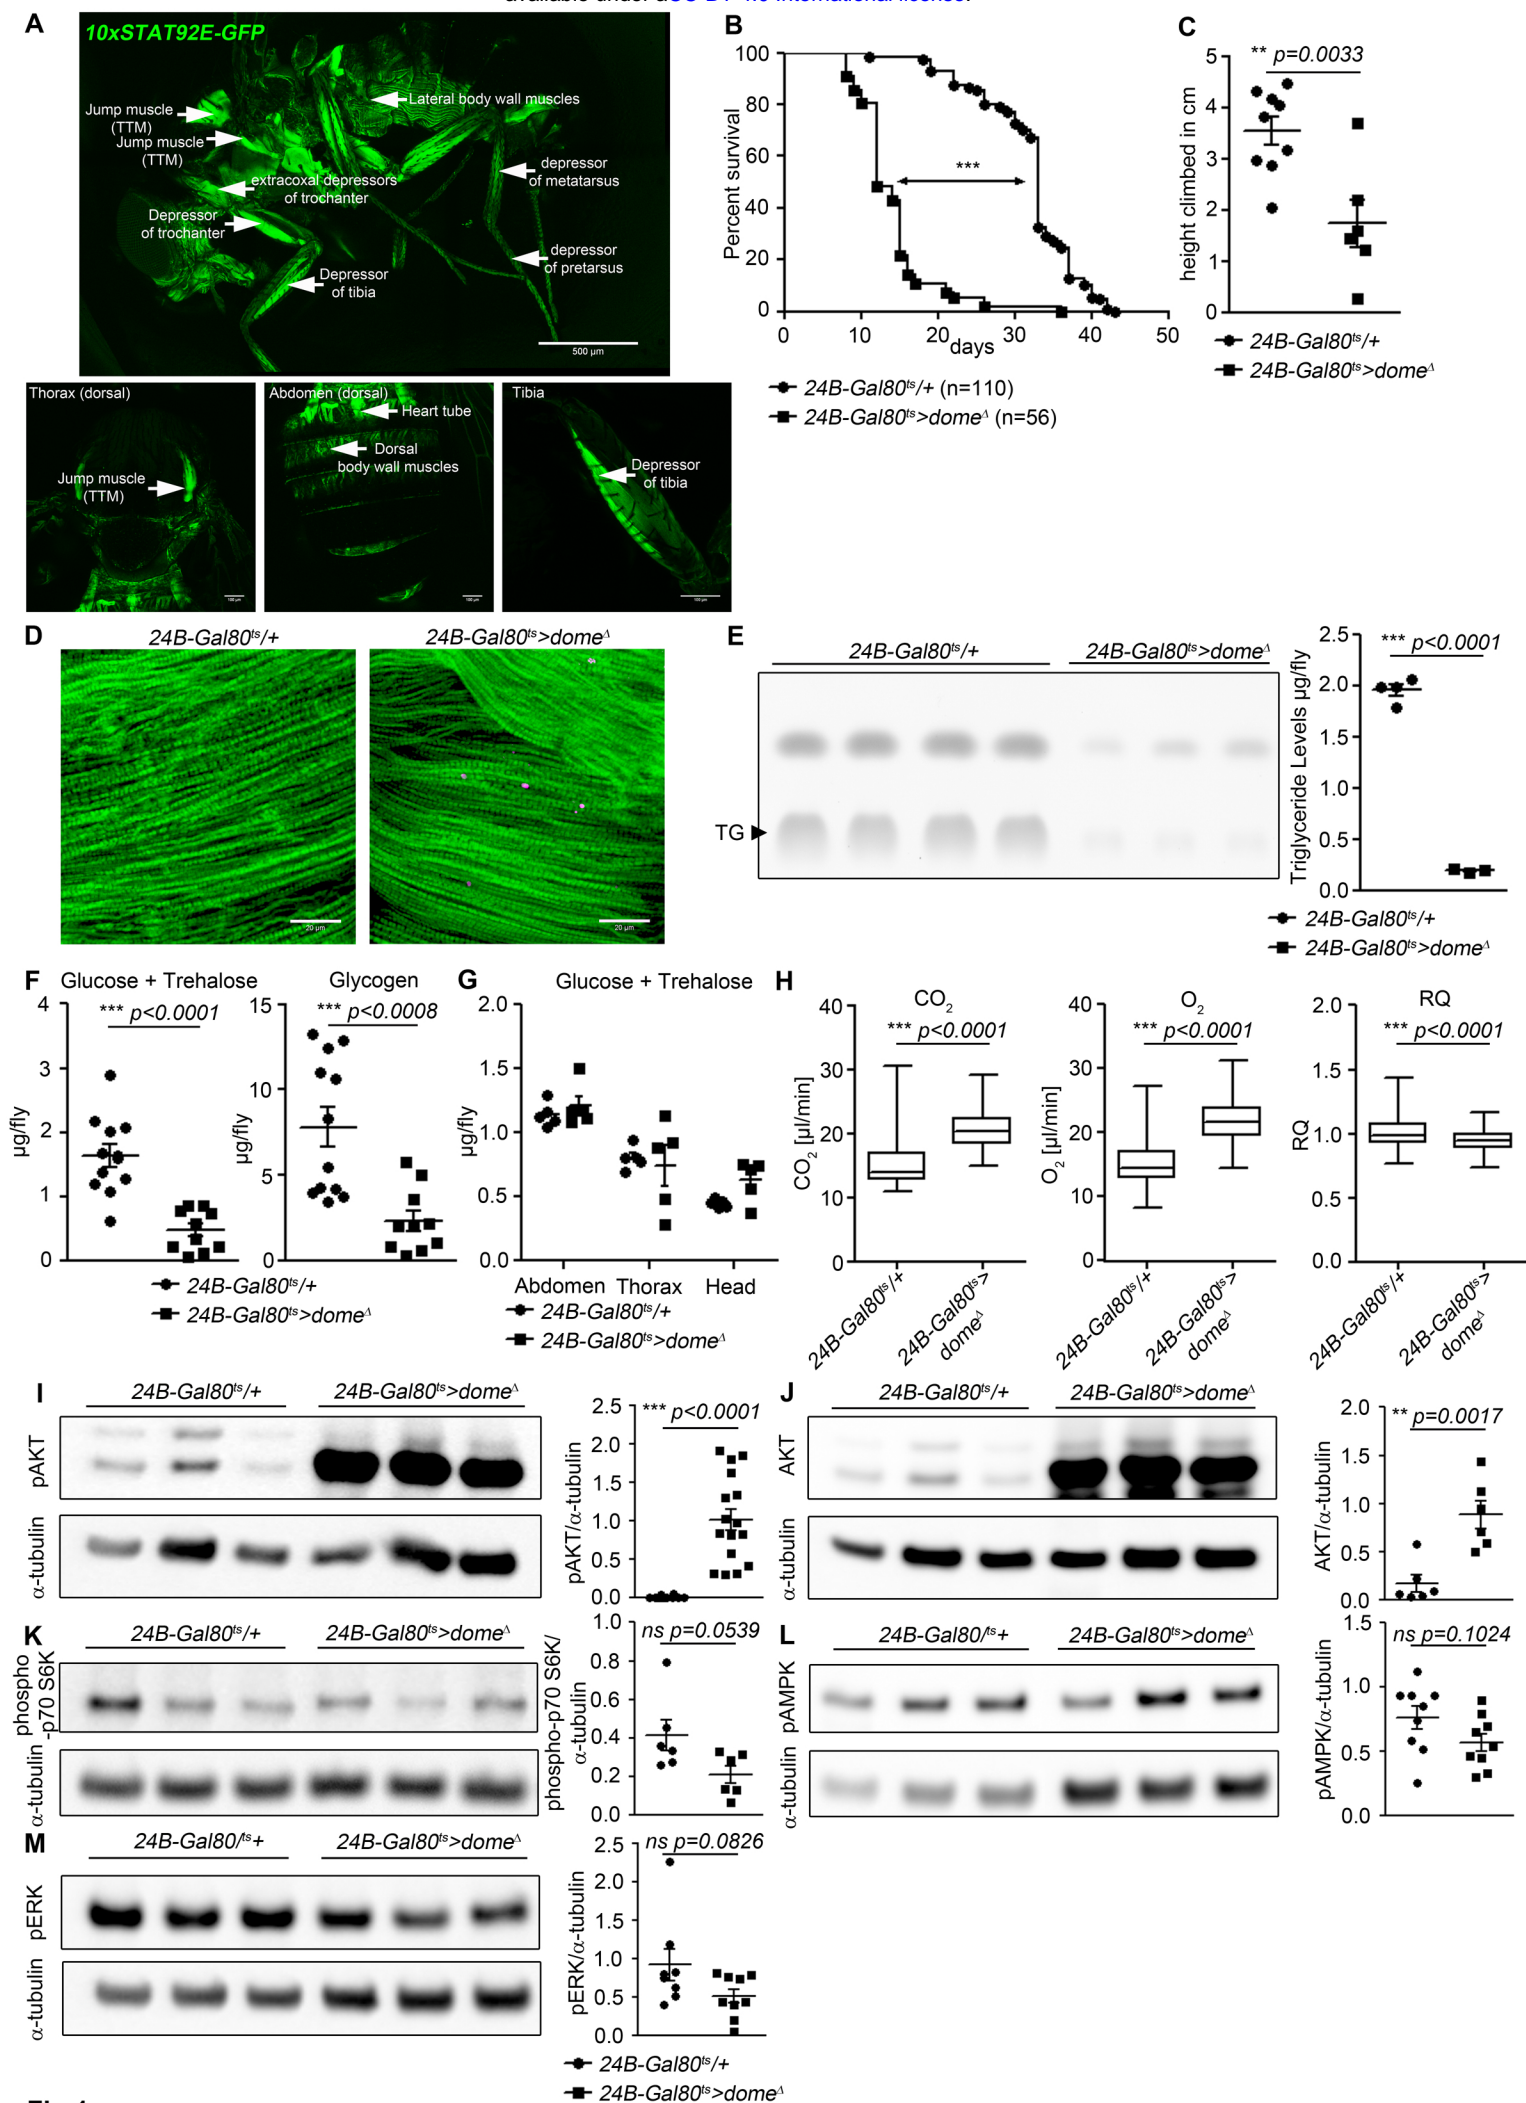 A
10xSTAT92E-GFP
Jump muscle
(TTM)
Jump muscle
(TTM)
extracoxal depressors
of trochanter
Depressor
of trochanter
Depressor
of tibia
Lateral body wall muscles
depressor
of metatarsus
depressor
of pretarsus
500 µm
Thorax (dorsal)
Jump muscle
(TTM)
100 µm
Abdomen (dorsal)
Heart tube
Dorsal
body wall muscles
100 µm
Tibia
Depressor
of tibia
100 µm
B
Percent survival
100
80
60
40
20
0
***
0 10 20 30 40 50
days
24B-Gal80ts/+ (n=110)
24B-Gal80ts>domeΔ (n=56)
C
** p=0.0033
height climbed in cm
5
4
3
2
1
0
24B-Gal80ts/+
24B-Gal80ts>domeΔ
D
24B-Gal80ts/+ 24B-Gal80ts>domeΔ
20 µm 20 µm
E
24B-Gal80ts/+ 24B-Gal80ts>domeΔ
TG
*** p<0.0001
Triglyceride Levels µg/fly
2.5
2.0
1.5
1.0
0.5
0.0
24B-Gal80ts/+
24B-Gal80ts>domeΔ
F
Glucose + Trehalose
*** p<0.0001
µg/fly
4
3
2
1
0
Glycogen
*** p<0.0008
µg/fly
15
10
5
0
24B-Gal80ts/+
24B-Gal80ts>domeΔ
G
Glucose + Trehalose
µg/fly
2.0
1.5
1.0
0.5
0.0
Abdomen Thorax Head
24B-Gal80ts/+
24B-Gal80ts>domeΔ
H
CO2
*** p<0.0001
CO2 [µl/min]
40
30
20
10
0
24B-Gal80ts/+
24B-Gal80ts>
domeΔ
O2
*** p<0.0001
O2 [µl/min]
40
30
20
10
0
24B-Gal80ts/+
24B-Gal80ts>
domeΔ
RQ
*** p<0.0001
RQ
2.0
1.5
1.0
0.5
0.0
24B-Gal80ts/+
24B-Gal80ts>
domeΔ
I
24B-Gal80ts/+ 24B-Gal80ts>domeΔ
pAKT
α-tubulin
*** p<0.0001
pAKT/α-tubulin
2.5
2.0
1.5
1.0
0.5
0.0
J
24B-Gal80ts/+ 24B-Gal80ts>domeΔ
AKT
α-tubulin
** p=0.0017
AKT/α-tubulin
2.0
1.5
1.0
0.5
0.0
K
24B-Gal80ts/+ 24B-Gal80ts>domeΔ
phospho
-p70 S6K
α-tubulin
ns p=0.0539
phospho-p70 S6K/
α-tubulin
1.0
0.8
0.6
0.4
0.2
0.0
L
24B-Gal80/ts+ 24B-Gal80ts>domeΔ
pAMPK
α-tubulin
ns p=0.1024
pAMPK/α-tubulin
1.5
1.0
0.5
0.0
M
24B-Gal80/ts+ 24B-Gal80ts>domeΔ
pERK
α-tubulin
ns p=0.0826
pERK/α-tubulin
2.5
2.0
1.5
1.0
0.5
0.0
24B-Gal80ts/+
24B-Gal80ts>domeΔ